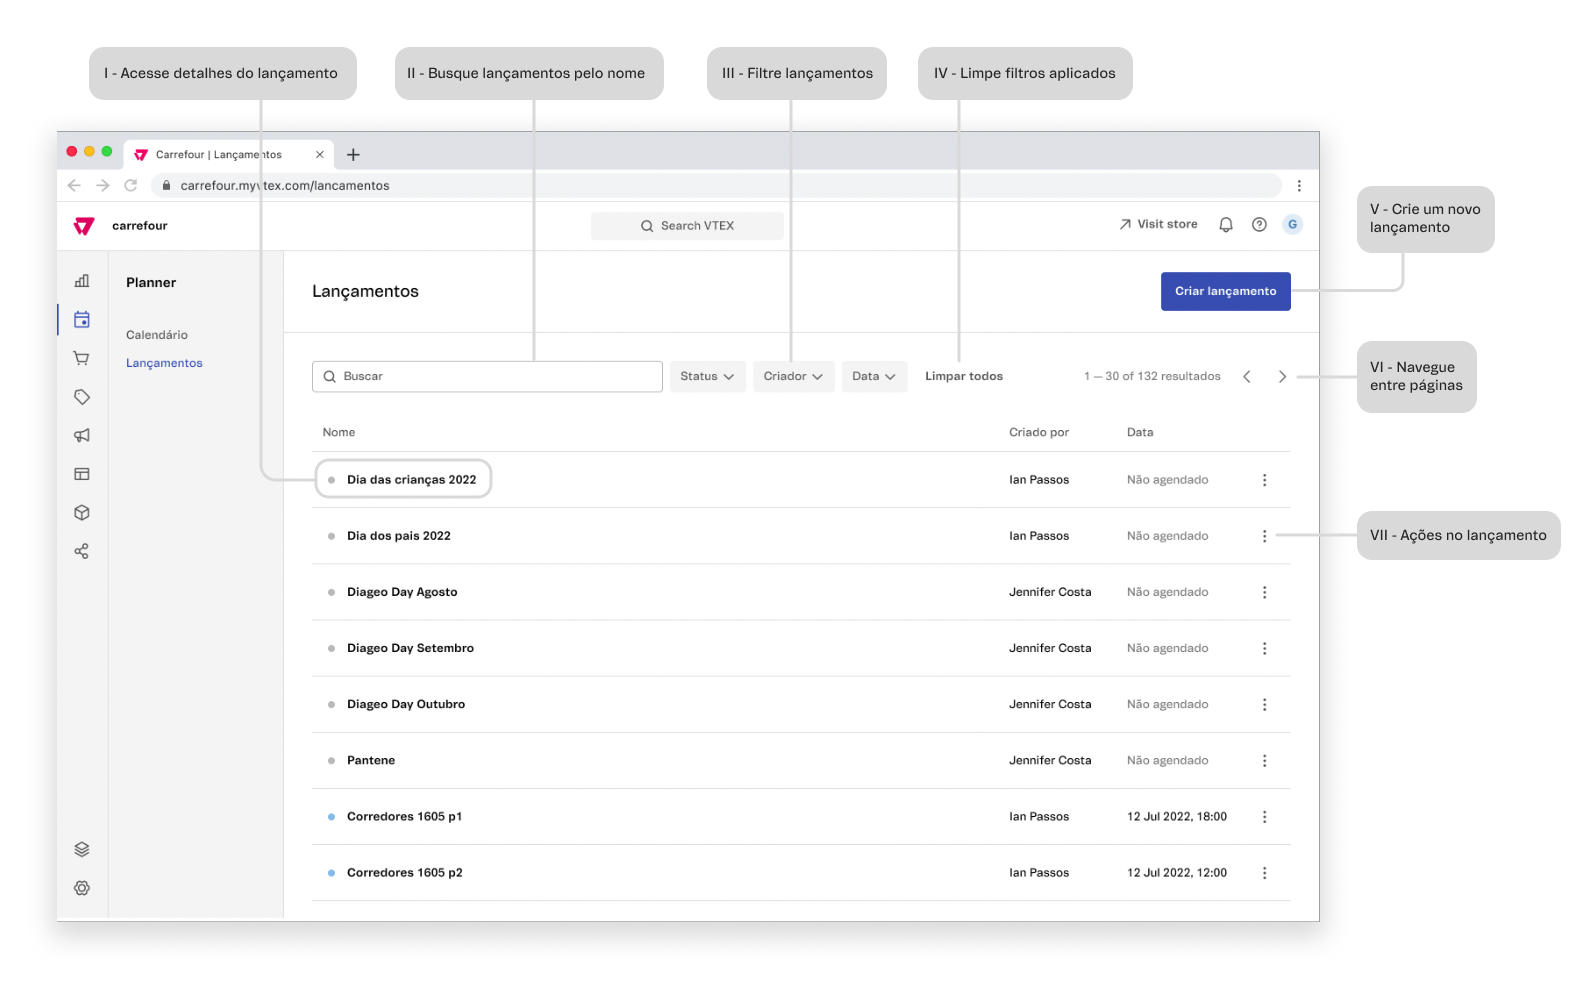 I - Acesse detalhes do lançamento
II - Busque lançamentos pelo nome
III - Filtre lançamentos
IV - Limpe filtros aplicados
Carrefour | Lançamentos
carrefour.myvtex.com/lancamentos
carrefour
Search VTEX
Visit store
G
V - Crie um novo
lançamento
Planner
Calendário
Lançamentos
Lançamentos
Criar lançamento
Buscar
Status
Criador
Data
Limpar todos
1 — 30 of 132 resultados
VI - Navegue
entre páginas
Nome Criado por Data
Dia das crianças 2022 Ian Passos Não agendado
Dia dos pais 2022 Ian Passos Não agendado
VII - Ações no lançamento
Diageo Day Agosto Jennifer Costa Não agendado
Diageo Day Setembro Jennifer Costa Não agendado
Diageo Day Outubro Jennifer Costa Não agendado
Pantene Jennifer Costa Não agendado
Corredores 1605 p1 Ian Passos 12 Jul 2022, 18:00
Corredores 1605 p2 Ian Passos 12 Jul 2022, 12:00